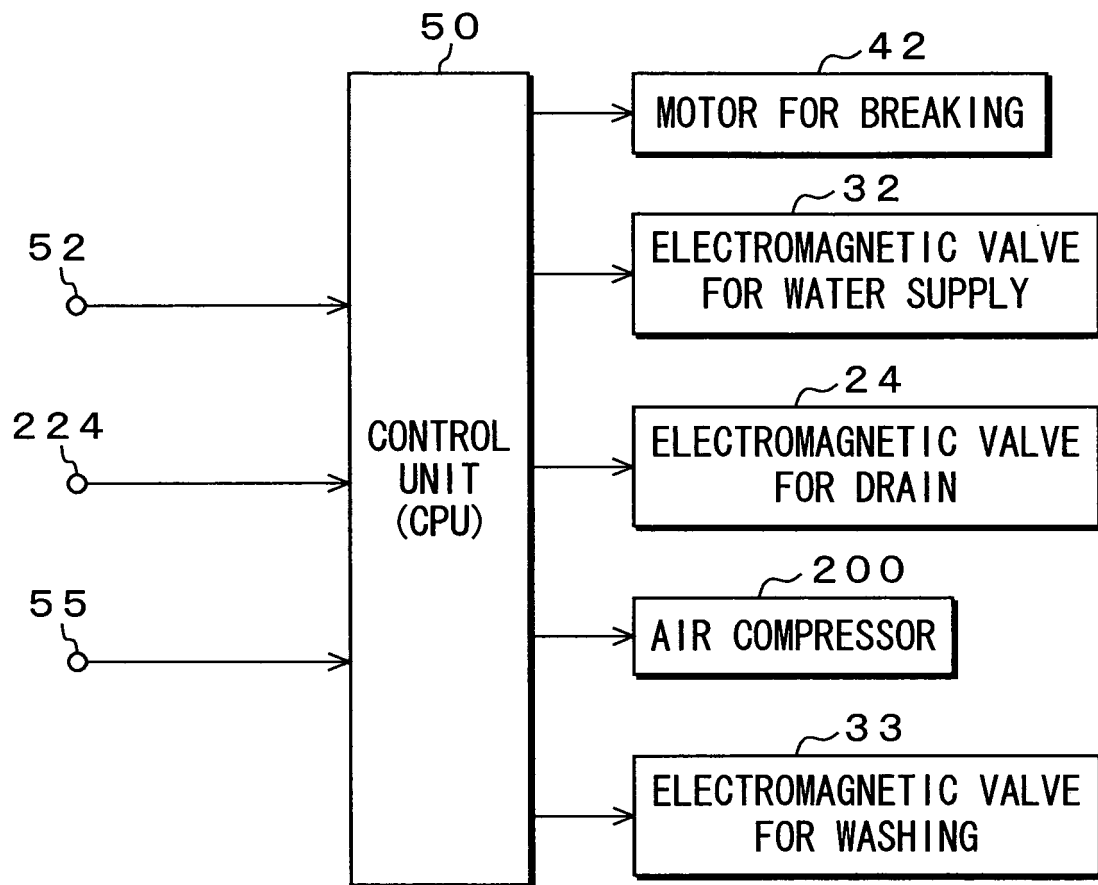 50
42
MOTOR FOR BREAKING
32
ELECTROMAGNETIC VALVE
FOR WATER SUPPLY
52
24
ELECTROMAGNETIC VALVE
FOR DRAIN
224
CONTROL
UNIT
(CPU)
200
AIR COMPRESSOR
55
33
ELECTROMAGNETIC VALVE
FOR WASHING